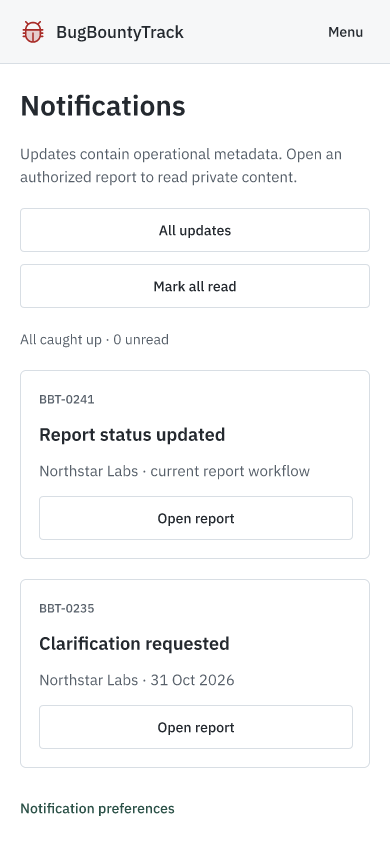 BugBountyTrack
Menu
Notifications
Updates contain operational metadata. Open an
authorized report to read private content.
All updates
Mark all read
All caught up · 0 unread
BBT-0241
Report status updated
Northstar Labs · current report workflow
Open report
BBT-0235
Clarification requested
Northstar Labs · 31 Oct 2026
Open report
Notification preferences